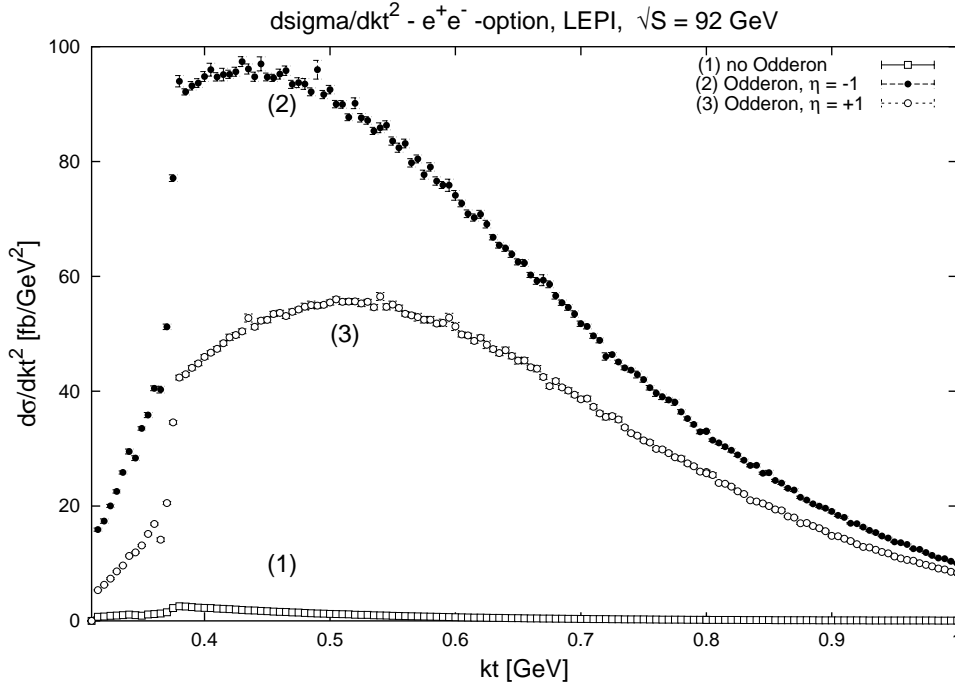 dsigma/dkt² - e⁺e⁻ -option, LEPI, √S = 92 GeV
(1) no Odderon
(2) Odderon, η = -1
(3) Odderon, η = +1
dσ/dkt² [fb/GeV²]
100
80
60
40
20
0
(2)
(3)
(1)
0.4 0.5 0.6 0.7 0.8 0.9 1
kt [GeV]